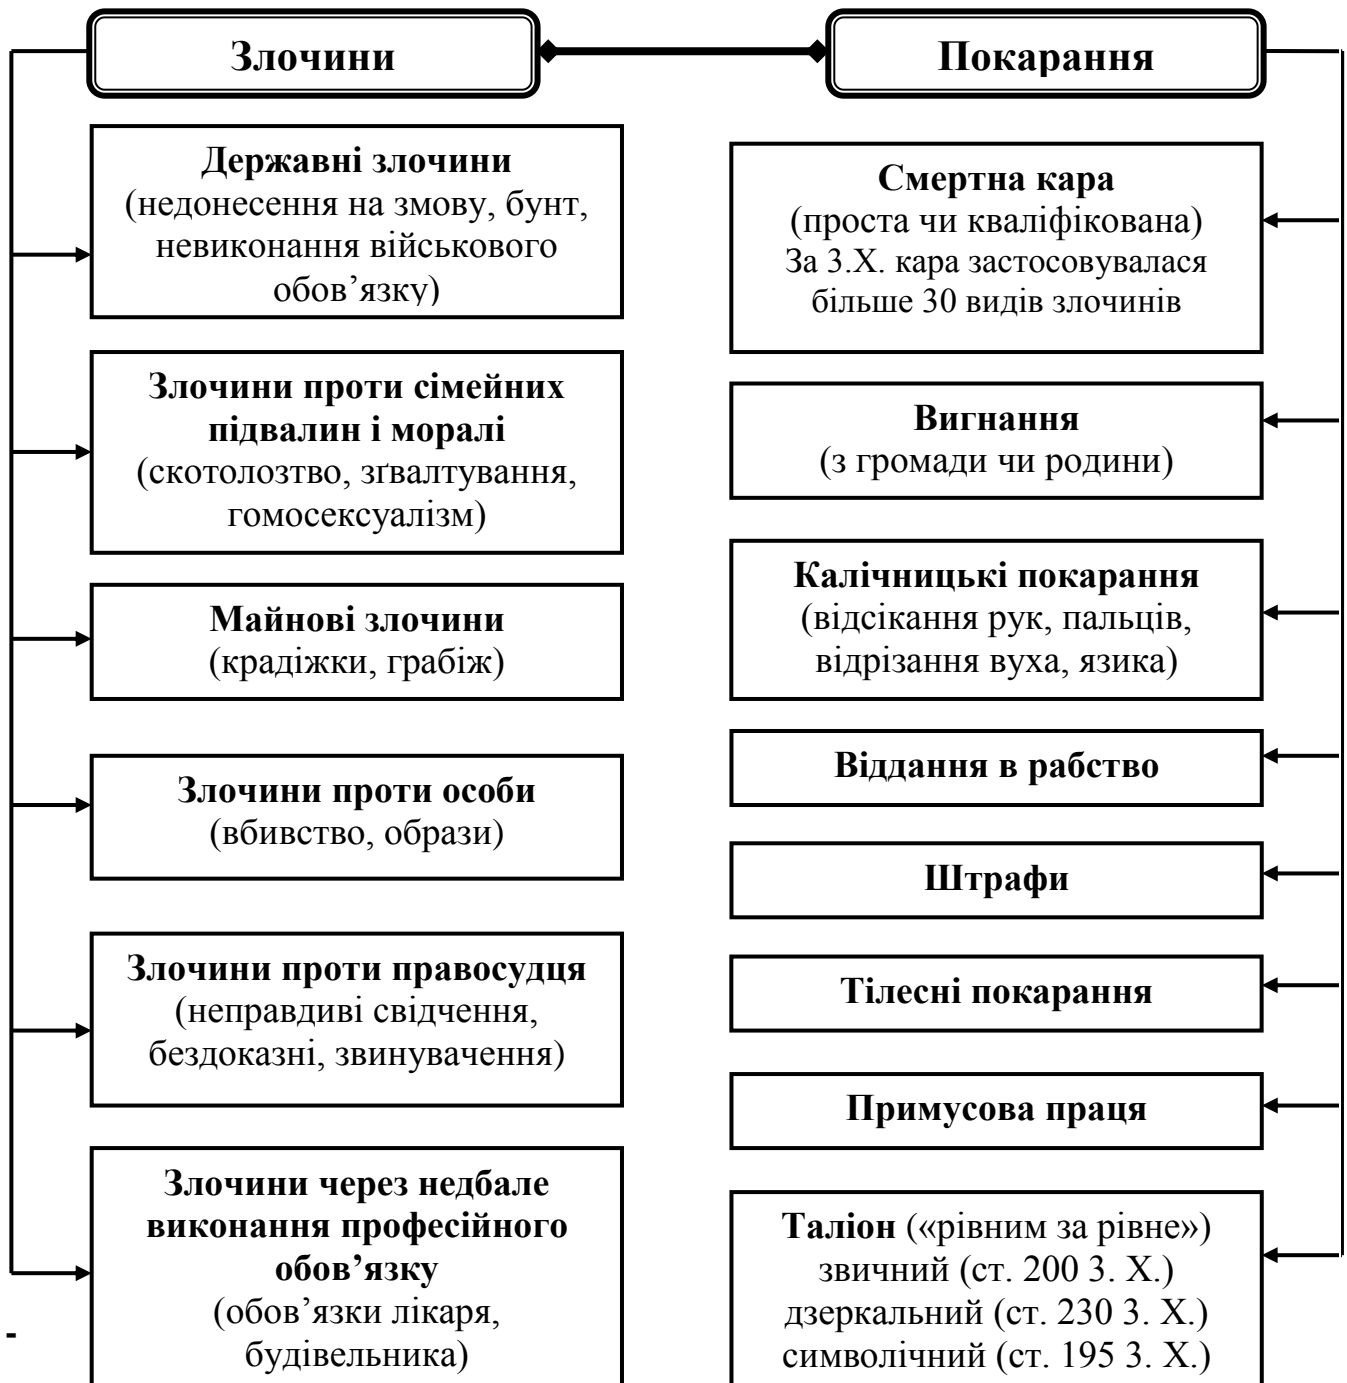 Злочини
Покарання
Державні злочини
(недонесення на змову, бунт,
невиконання військового
обов’язку)
Злочини проти сімейних
підвалин і моралі
(скотолозтво, зґвалтування,
гомосексуалізм)
Майнові злочини
(крадіжки, грабіж)
Злочини проти особи
(вбивство, образи)
Злочини проти правосудця
(неправдиві свідчення,
бездоказні, звинувачення)
Злочини через недбале
виконання професійного
обов’язку
(обов’язки лікаря,
будівельника)
-
Смертна кара
(проста чи кваліфікована)
За З.Х. кара застосовувалася
більше 30 видів злочинів
Вигнання
(з громади чи родини)
Калічницькі покарання
(відсікання рук, пальців,
відрізання вуха, язика)
Віддання в рабство
Штрафи
Тілесні покарання
Примусова праця
Таліон («рівним за рівне»)
звичний (ст. 200 З. Х.)
дзеркальний (ст. 230 З. Х.)
символічний (ст. 195 З. Х.)